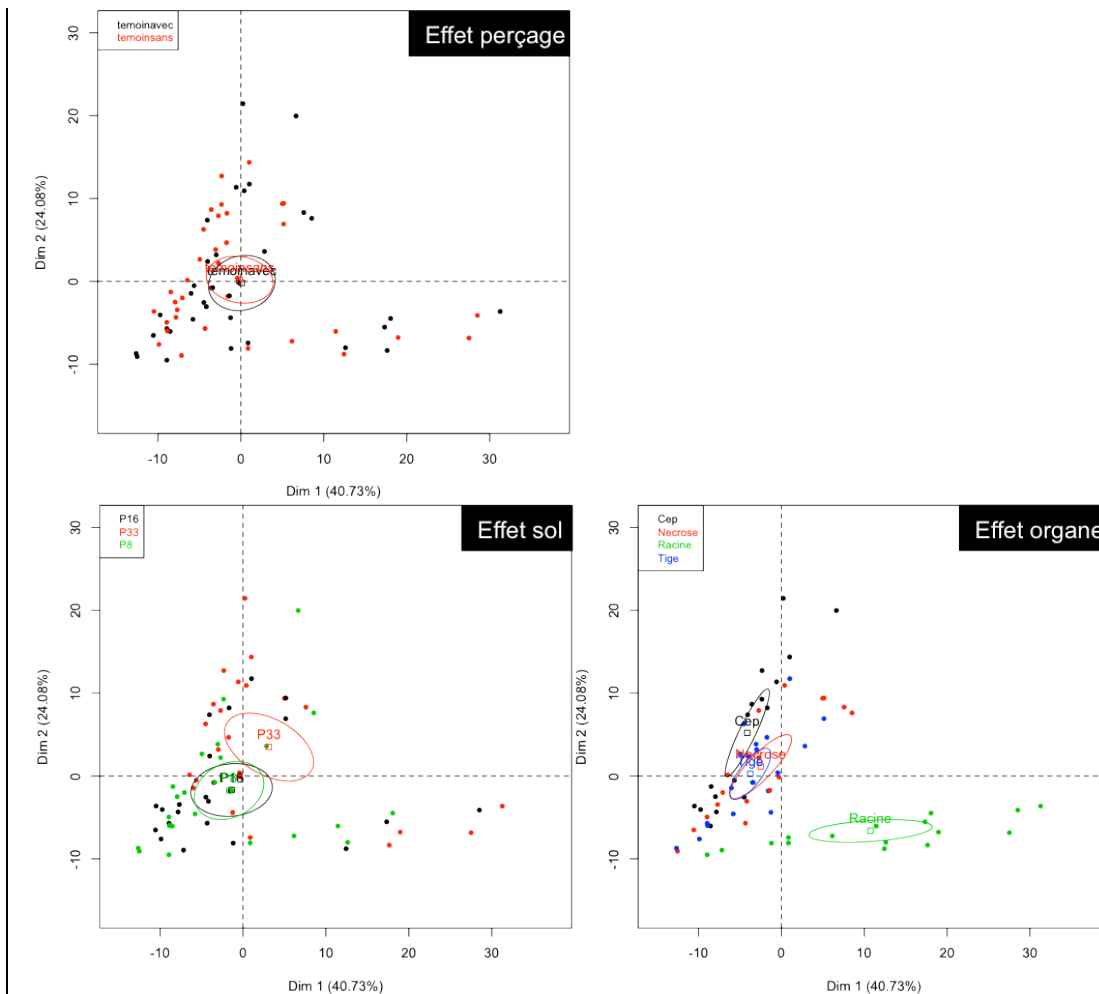 temoinavec
temoinsans
Effet perçage
30
20
10
0
-10
Dim 2 (24.08%)
temoinsans
temoinavec
-10
0
10
20
30
Dim 1 (40.73%)
P16
P33
P8
Effet sol
30
20
10
0
-10
Dim 2 (24.08%)
P33
P16
-10
0
10
20
30
Dim 1 (40.73%)
Cep
Necrose
Racine
Tige
Effet organe
30
20
10
0
-10
Dim 2 (24.08%)
Cep
Necrose
Tige
Racine
-10
0
10
20
30
Dim 1 (40.73%)